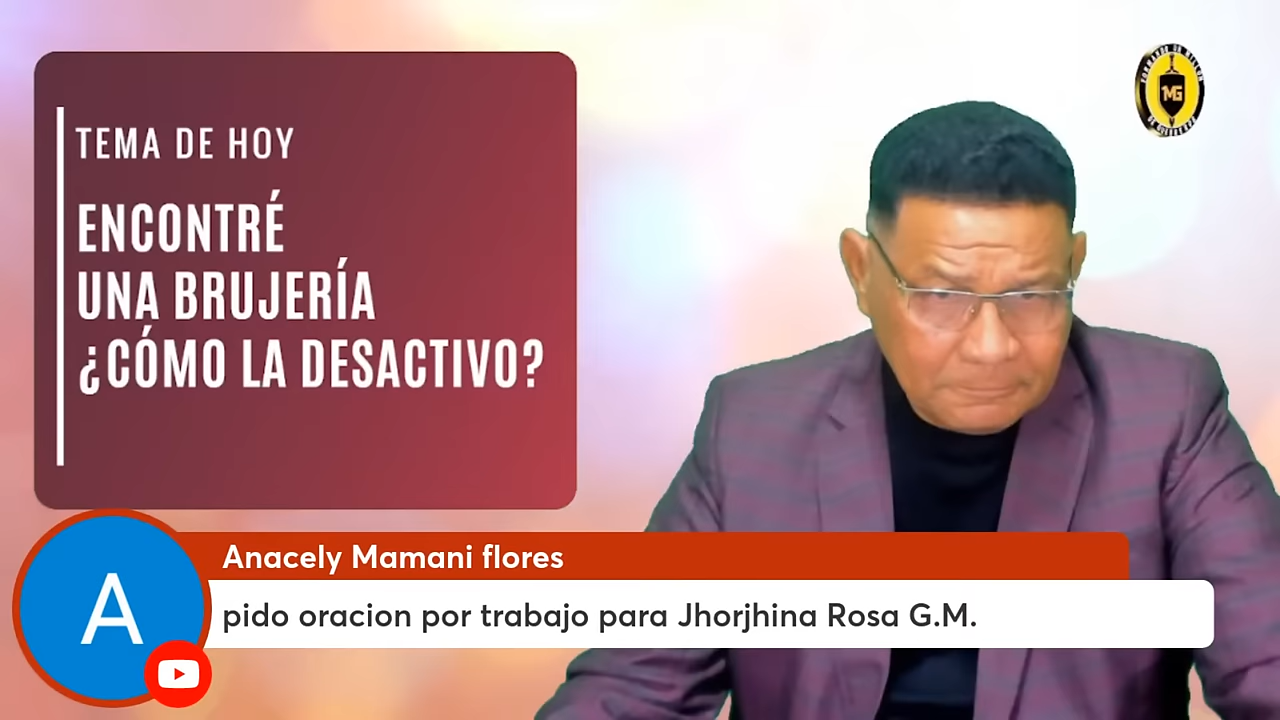 TEMA DE HOY
ENCONTRÉ
UNA BRUJERÍA
¿CÓMO LA DESACTIVO?
MG
A
Anacely Mamani flores
pido oracion por trabajo para Jhorjhina Rosa G.M.